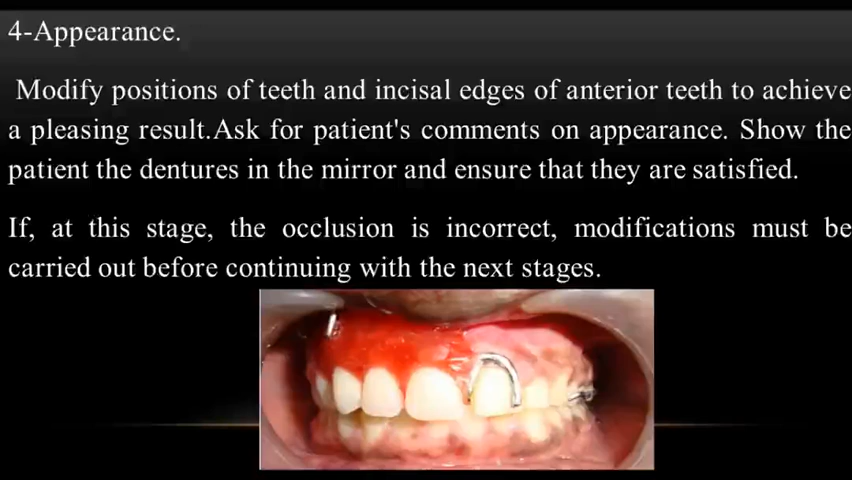 4-Appearance.
Modify positions of teeth and incisal edges of anterior teeth to achieve
a pleasing result.Ask for patient's comments on appearance. Show the
patient the dentures in the mirror and ensure that they are satisfied.
If, at this stage, the occlusion is incorrect, modifications must be
carried out before continuing with the next stages.